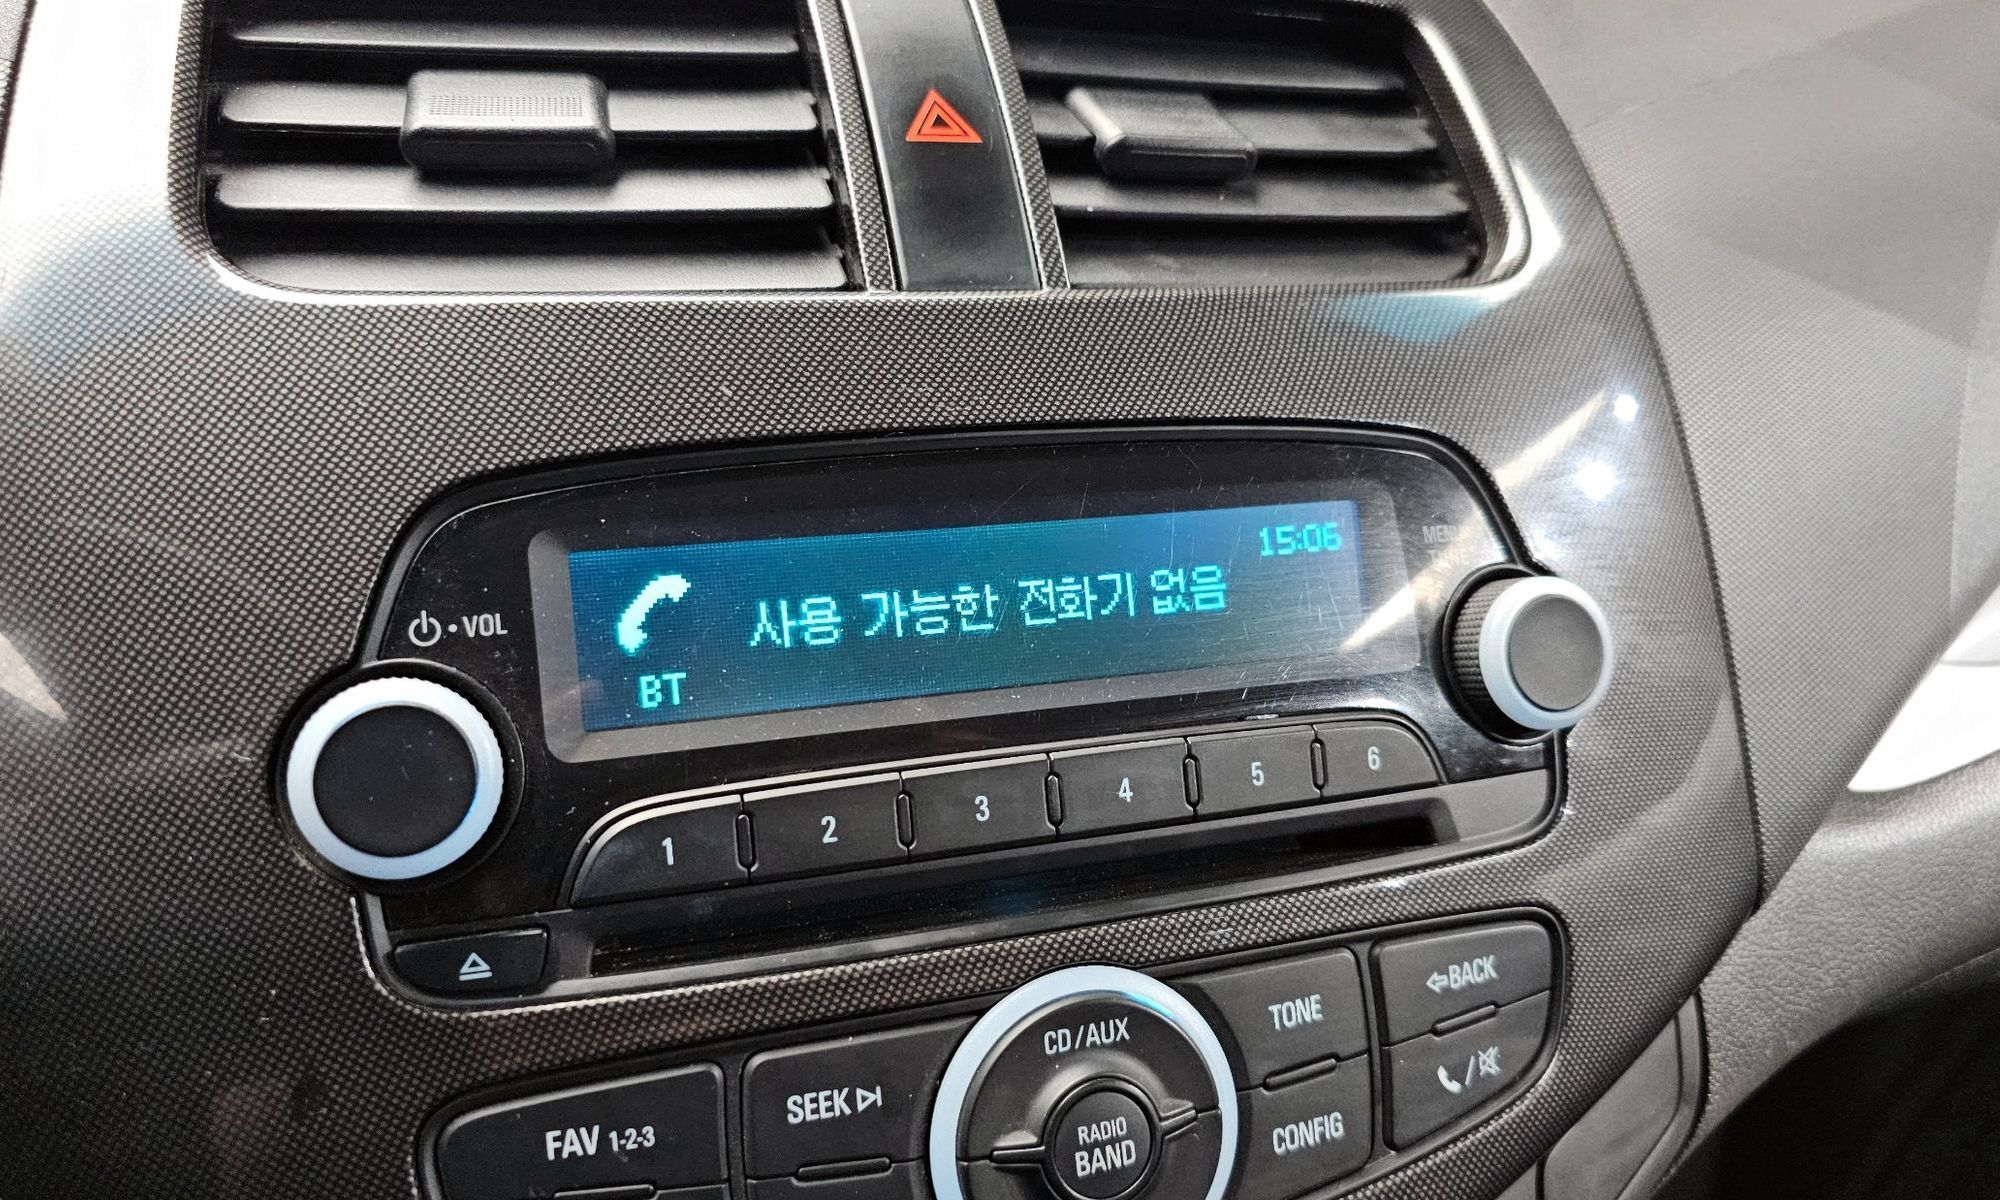 15:06
사용 가능한 전화기 없음
BT
VOL
MENU
1 2 3 4 5 6
CD/AUX
TONE
BACK
SEEK
RADIO
BAND
CONFIG
FAV 1-2-3